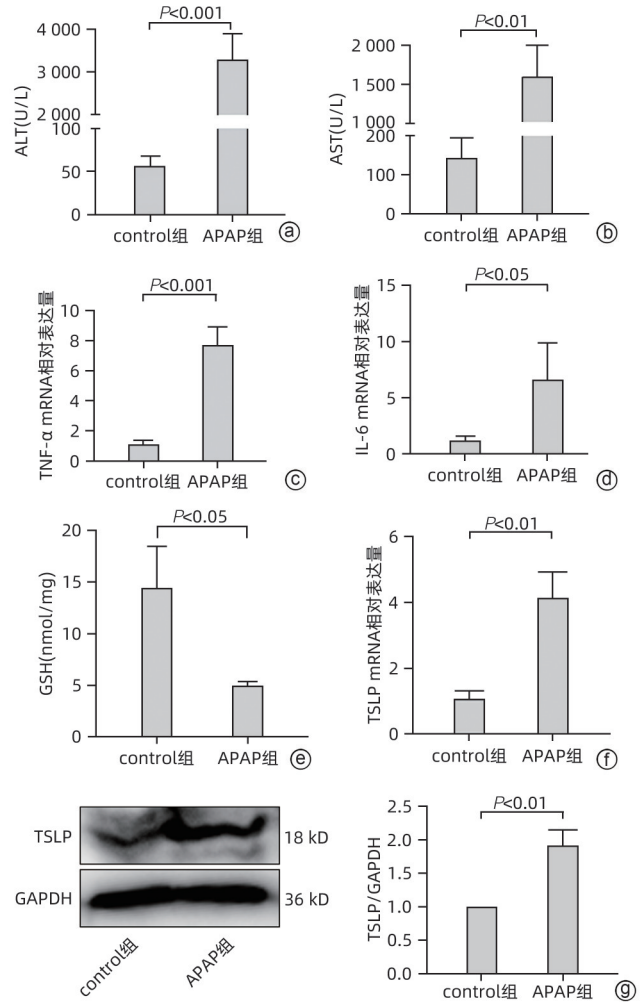 P<0.001
4 000
3 000
2 000
100
50
0
ALT(U/L)
control组 APAP组
ⓐ
P<0.01
2 000
1 500
1 000
200
100
0
AST(U/L)
control组 APAP组
ⓑ
P<0.001
10
8
6
4
2
0
TNF-α mRNA相对表达量
control组 APAP组
ⓒ
P<0.05
15
10
5
0
IL-6 mRNA相对表达量
control组 APAP组
ⓓ
P<0.05
20
15
10
5
0
GSH(nmol/mg)
control组 APAP组
ⓔ
P<0.01
6
4
2
0
TSLP mRNA相对表达量
control组 APAP组
ⓕ
TSLP 18 kD
GAPDH 36 kD
control组 APAP组
P<0.01
2.5
2.0
1.5
1.0
0.5
0.0
TSLP/GAPDH
control组 APAP组
ⓖ